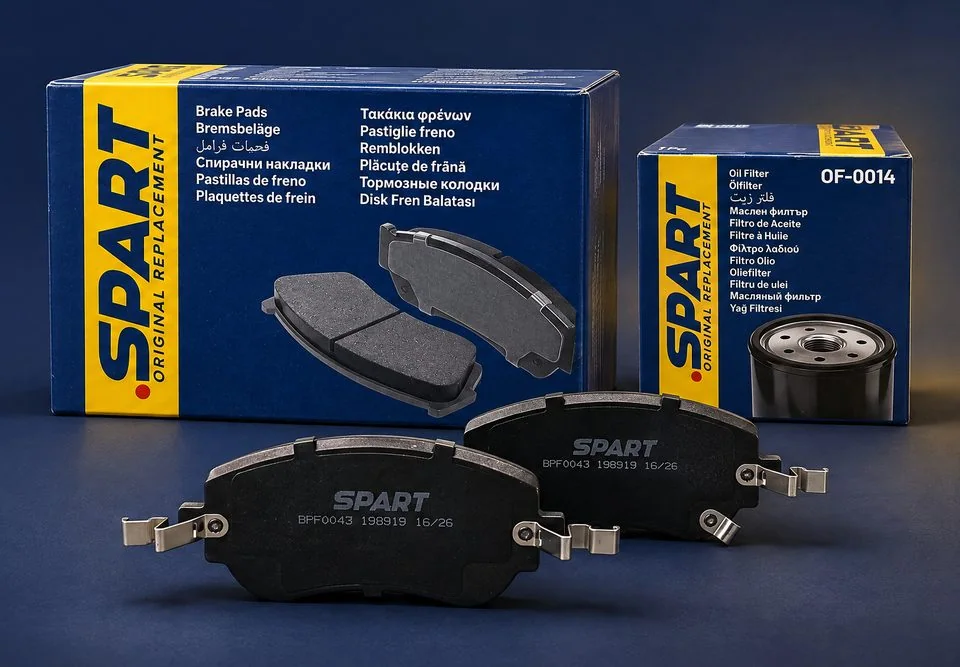 SPART
ORIGINAL REPLACEMENT
Brake Pads
Bremsbeläge
فحمات فرامل
Спирачни накладки
Pastillas de freno
Plaquettes de frein
Τακάκια φρένων
Pastiglie freno
Remblokken
Plăcuțe de frână
Тормозные колодки
Disk Fren Balatası
SPART
ORIGINAL REPLACEMENT
OF-0014
Oil Filter
Ölfilter
فلتر زيت
Маслен филтър
Filtro de Aceite
Filtre à Huile
Φίλτρο λαδιού
Filtro Olio
Oliefilter
Filtru de ulei
Масляный фильтр
Yağ Filtresi
SPART
BPF0043 198919 16/26
SPART
BPF0043 198919 16/26